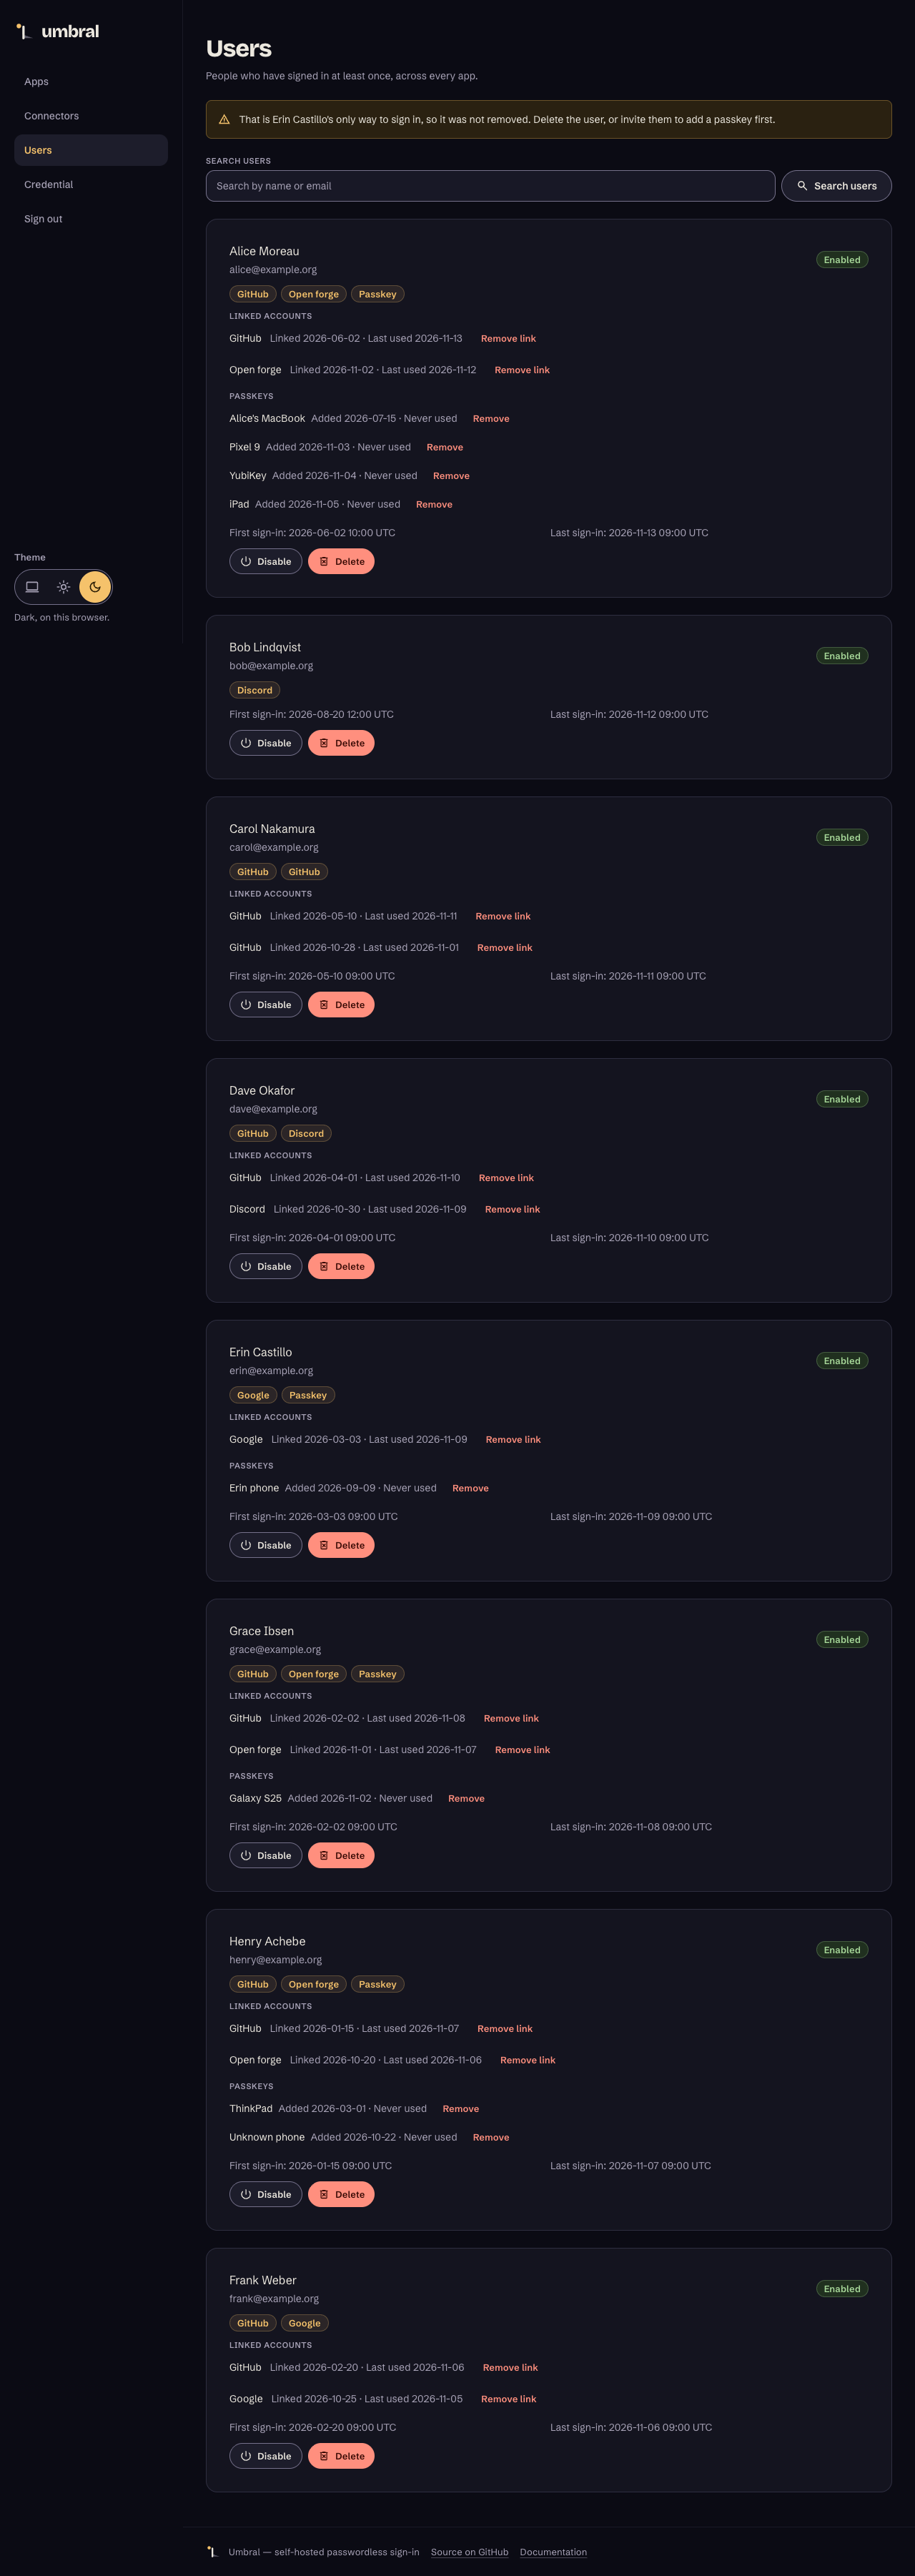 umbral
Apps
Connectors
Users
Credential
Sign out
Theme
Dark, on this browser.
Users
People who have signed in at least once, across every app.
That is Erin Castillo's only way to sign in, so it was not removed. Delete the user, or invite them to add a passkey first.
SEARCH USERS
Search by name or email
Search users
Alice Moreau
Enabled
alice@example.org
GitHub Open forge Passkey
LINKED ACCOUNTS
GitHub Linked 2026-06-02 · Last used 2026-11-13 Remove link
Open forge Linked 2026-11-02 · Last used 2026-11-12 Remove link
PASSKEYS
Alice's MacBook Added 2026-07-15 · Never used Remove
Pixel 9 Added 2026-11-03 · Never used Remove
YubiKey Added 2026-11-04 · Never used Remove
iPad Added 2026-11-05 · Never used Remove
First sign-in: 2026-06-02 10:00 UTC Last sign-in: 2026-11-13 09:00 UTC
Disable Delete
Bob Lindqvist
Enabled
bob@example.org
Discord
First sign-in: 2026-08-20 12:00 UTC Last sign-in: 2026-11-12 09:00 UTC
Disable Delete
Carol Nakamura
Enabled
carol@example.org
GitHub GitHub
LINKED ACCOUNTS
GitHub Linked 2026-05-10 · Last used 2026-11-11 Remove link
GitHub Linked 2026-10-28 · Last used 2026-11-01 Remove link
First sign-in: 2026-05-10 09:00 UTC Last sign-in: 2026-11-11 09:00 UTC
Disable Delete
Dave Okafor
Enabled
dave@example.org
GitHub Discord
LINKED ACCOUNTS
GitHub Linked 2026-04-01 · Last used 2026-11-10 Remove link
Discord Linked 2026-10-30 · Last used 2026-11-09 Remove link
First sign-in: 2026-04-01 09:00 UTC Last sign-in: 2026-11-10 09:00 UTC
Disable Delete
Erin Castillo
Enabled
erin@example.org
Google Passkey
LINKED ACCOUNTS
Google Linked 2026-03-03 · Last used 2026-11-09 Remove link
PASSKEYS
Erin phone Added 2026-09-09 · Never used Remove
First sign-in: 2026-03-03 09:00 UTC Last sign-in: 2026-11-09 09:00 UTC
Disable Delete
Grace Ibsen
Enabled
grace@example.org
GitHub Open forge Passkey
LINKED ACCOUNTS
GitHub Linked 2026-02-02 · Last used 2026-11-08 Remove link
Open forge Linked 2026-11-01 · Last used 2026-11-07 Remove link
PASSKEYS
Galaxy S25 Added 2026-11-02 · Never used Remove
First sign-in: 2026-02-02 09:00 UTC Last sign-in: 2026-11-08 09:00 UTC
Disable Delete
Henry Achebe
Enabled
henry@example.org
GitHub Open forge Passkey
LINKED ACCOUNTS
GitHub Linked 2026-01-15 · Last used 2026-11-07 Remove link
Open forge Linked 2026-10-20 · Last used 2026-11-06 Remove link
PASSKEYS
ThinkPad Added 2026-03-01 · Never used Remove
Unknown phone Added 2026-10-22 · Never used Remove
First sign-in: 2026-01-15 09:00 UTC Last sign-in: 2026-11-07 09:00 UTC
Disable Delete
Frank Weber
Enabled
frank@example.org
GitHub Google
LINKED ACCOUNTS
GitHub Linked 2026-02-20 · Last used 2026-11-06 Remove link
Google Linked 2026-10-25 · Last used 2026-11-05 Remove link
First sign-in: 2026-02-20 09:00 UTC Last sign-in: 2026-11-06 09:00 UTC
Disable Delete
Umbral — self-hosted passwordless sign-in Source on GitHub Documentation